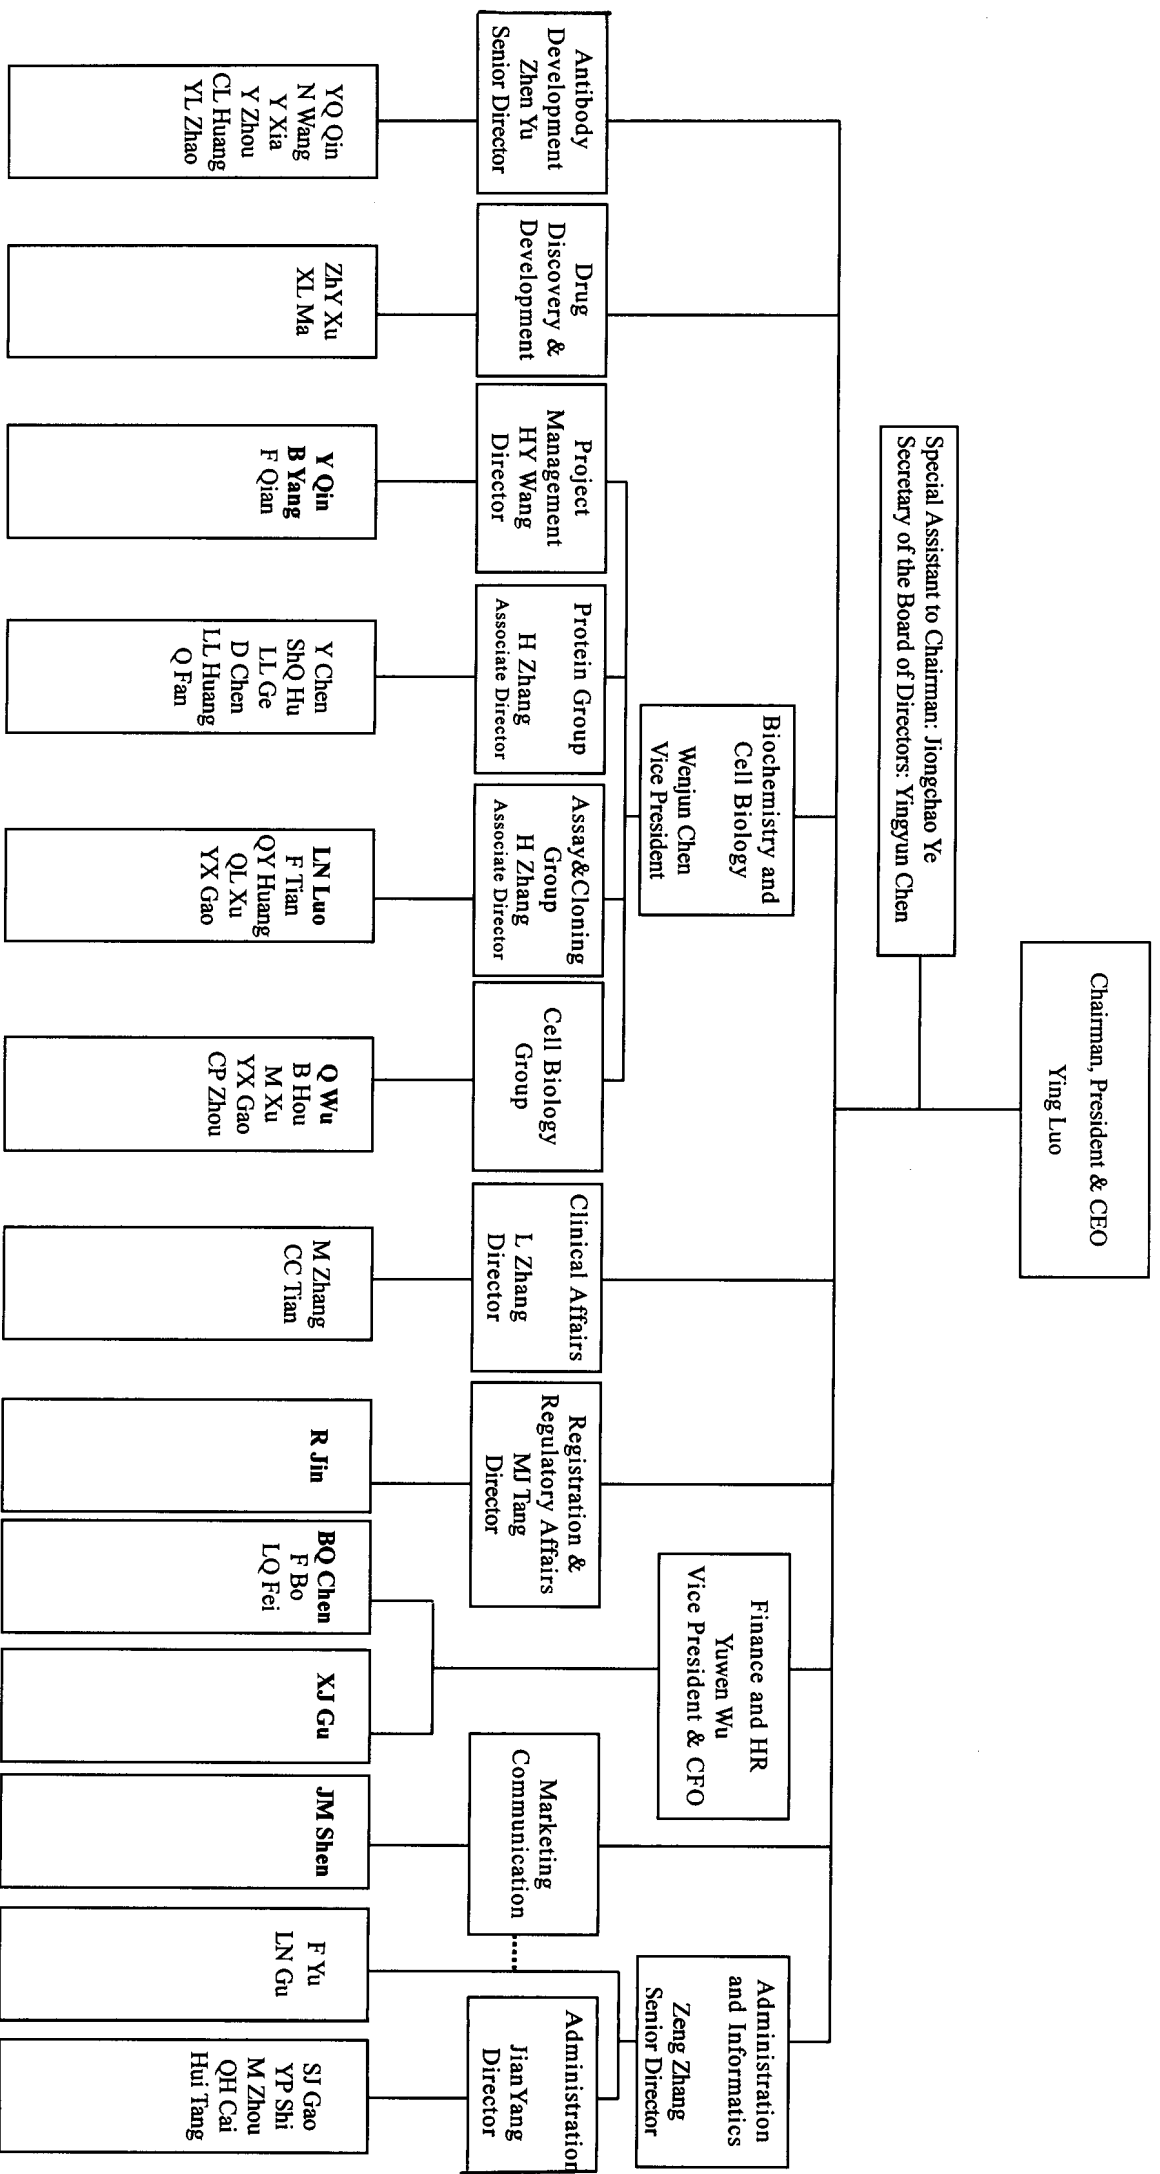 Chairman, President & CEO
Ying Luo
Special Assistant to Chairman: Jiongchao Ye
Secretary of the Board of Directors: Yingyun Chen
Biochemistry and
Cell Biology
Wenjun Chen
Vice President
Finance and HR
Yuwen Wu
Vice President & CFO
Administration
and Informatics
Zeng Zhang
Senior Director
Antibody
Development
Zhen Yu
Senior Director
Drug
Discovery &
Development
Project
Management
HY Wang
Director
Protein Group
H Zhang
Associate Director
Assay&Cloning
Group
H Zhang
Associate Director
Cell Biology
Group
Clinical Affairs
L Zhang
Director
Registration &
Regulatory Affairs
MJ Tang
Director
Marketing
Communication
Administration
JianYang
Director
YQ Qin
N Wang
Y Xia
Y Zhou
CL Huang
YL Zhao
ZhY Xu
XL Ma
Y Qin
B Yang
F Qian
Y Chen
ShQ Hu
LL Ge
D Chen
LL Huang
Q Fan
LN Luo
F Tian
QY Huang
QL Xu
YX Gao
Q Wu
B Hou
M Xu
YX Gao
CP Zhou
M Zhang
CC Tian
R Jin
BQ Chen
F Bo
LQ Fei
XJ Gu
JM Shen
F Yu
LN Gu
SJ Gao
YP Shi
M Zhou
QH Cai
Hui Tang